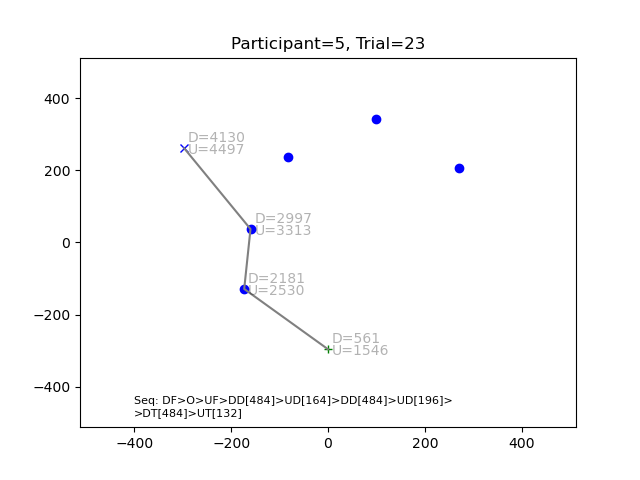 Participant=5, Trial=23
400
200
0
−200
−400
D=4130
U=4497
D=2997
U=3313
D=2181
U=2530
D=561
U=1546
Seq: DF>O>UF>DD[484]>UD[164]>DD[484]>UD[196]>
>DT[484]>UT[132]
−400 −200 0 200 400